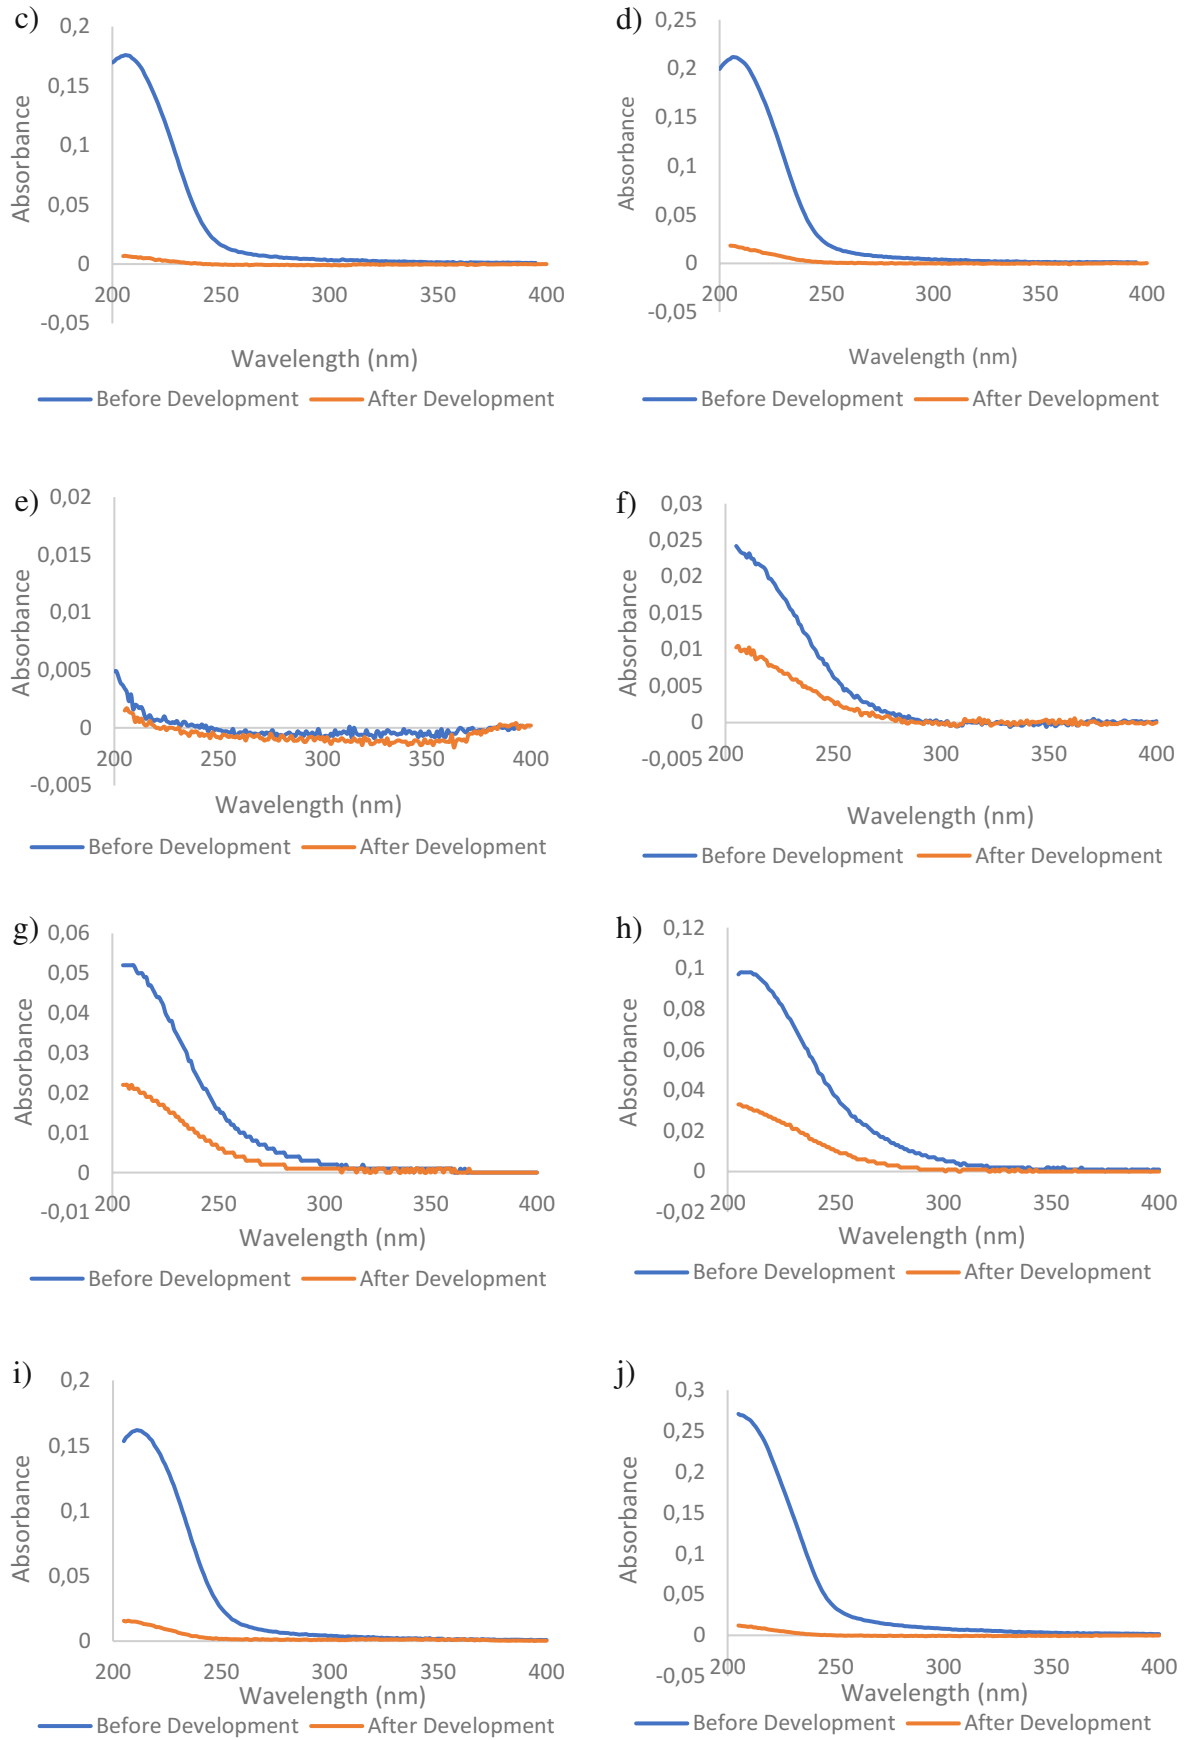 c)
0,2
0,15
0,1
0,05
0
-0,05
Absorbance
200 250 300 350 400
Wavelength (nm)
Before Development After Development
d)
0,25
0,2
0,15
0,1
0,05
0
-0,05
Absorbance
200 250 300 350 400
Wavelength (nm)
Before Development After Development
e)
0,02
0,015
0,01
0,005
0
-0,005
Absorbance
200 250 300 350 400
Wavelength (nm)
Before Development After Development
f)
0,03
0,025
0,02
0,015
0,01
0,005
0
-0,005
Absorbance
200 250 300 350 400
Wavelength (nm)
Before Development After Development
g)
0,06
0,05
0,04
0,03
0,02
0,01
0
-0,01
Absorbance
200 250 300 350 400
Wavelength (nm)
Before Development After Development
h)
0,12
0,1
0,08
0,06
0,04
0,02
0
-0,02
Absorbance
200 250 300 350 400
Wavelength (nm)
Before Development After Development
i)
0,2
0,15
0,1
0,05
0
Absorbance
200 250 300 350 400
Wavelength (nm)
Before Development After Development
j)
0,3
0,25
0,2
0,15
0,1
0,05
0
-0,05
Absorbance
200 250 300 350 400
Wavelength (nm)
Before Development After Development